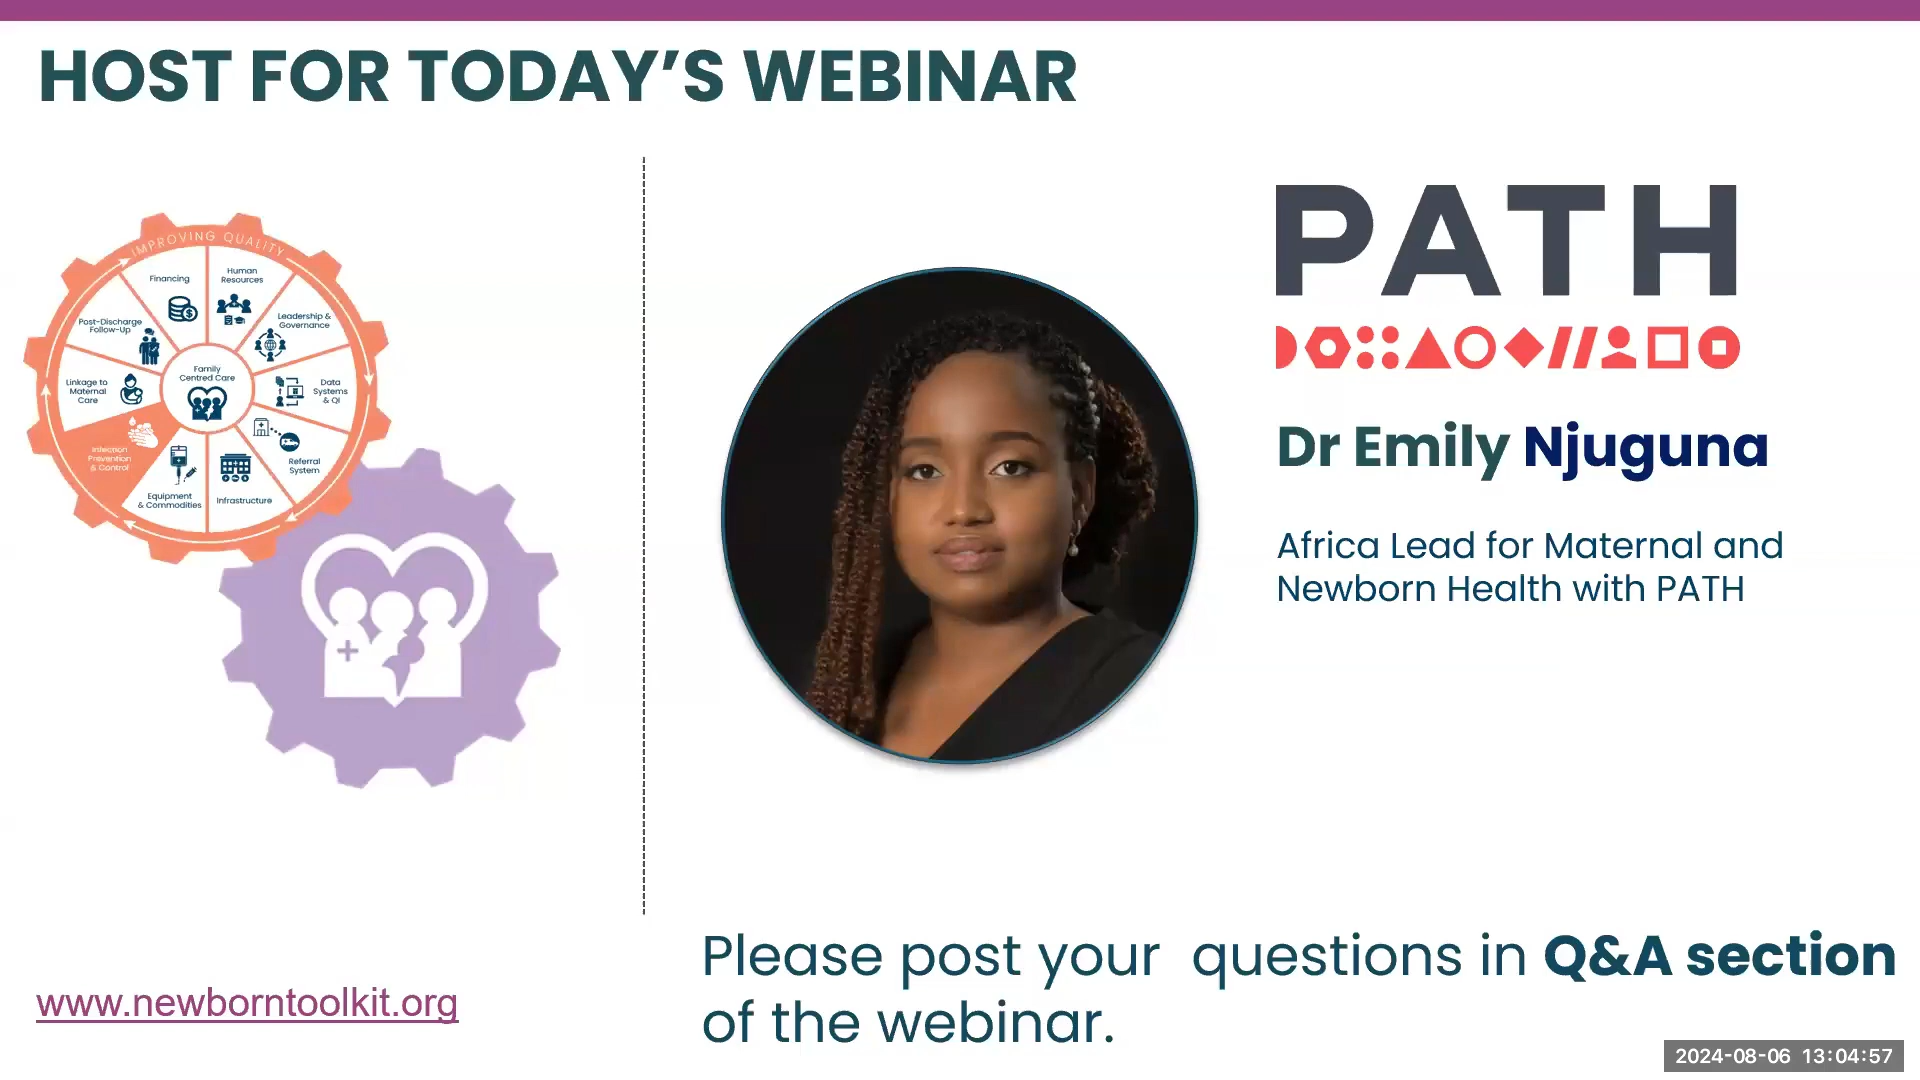 HOST FOR TODAY’S WEBINAR
IMPROVING QUALITY
Financing
Human
Resources
Leadership &
Governance
Data
Systems
& QI
Referral
System
Infrastructure
Equipment
& Commodities
Infection
Prevention
& Control
Linkage to
Maternal
Care
Post-Discharge
Follow-Up
Family
Centred Care
www.newborntoolkit.org
PATH
Dr Emily Njuguna
Africa Lead for Maternal and
Newborn Health with PATH
Please post your  questions in Q&A section
of the webinar.
2024-08-06 13:04:57